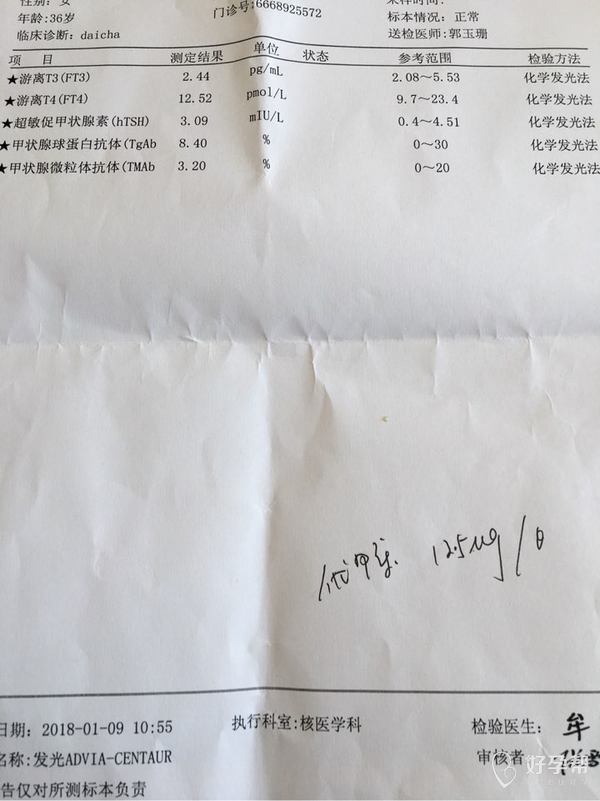 性别: 女
门诊号:6668925572
采样时间:
年龄:36岁
标本情况: 正常
临床诊断: daicha
送检医师:郭玉珊
项 目 测定结果 单位 状态 参考范围 检验方法
★游离T3(FT3) 2.44 pg/mL 2.08～5.53 化学发光法
★游离T4(FT4) 12.52 pmol/L 9.7～23.4 化学发光法
★超敏促甲状腺素(hTSH) 3.09 mIU/L 0.4～4.51 化学发光法
★甲状腺球蛋白抗体(TgAb 8.40 % 0～30 化学发光法
★甲状腺微粒体抗体(TMAb 3.20 % 0～20 化学发光法
优甲乐 12.5μg/日
日期: 2018-01-09 10:55 执行科室:核医学科 检验医生: 牟
名称:发光ADVIA-CENTAUR 审核者
告仅对所测标本负责
好孕帮